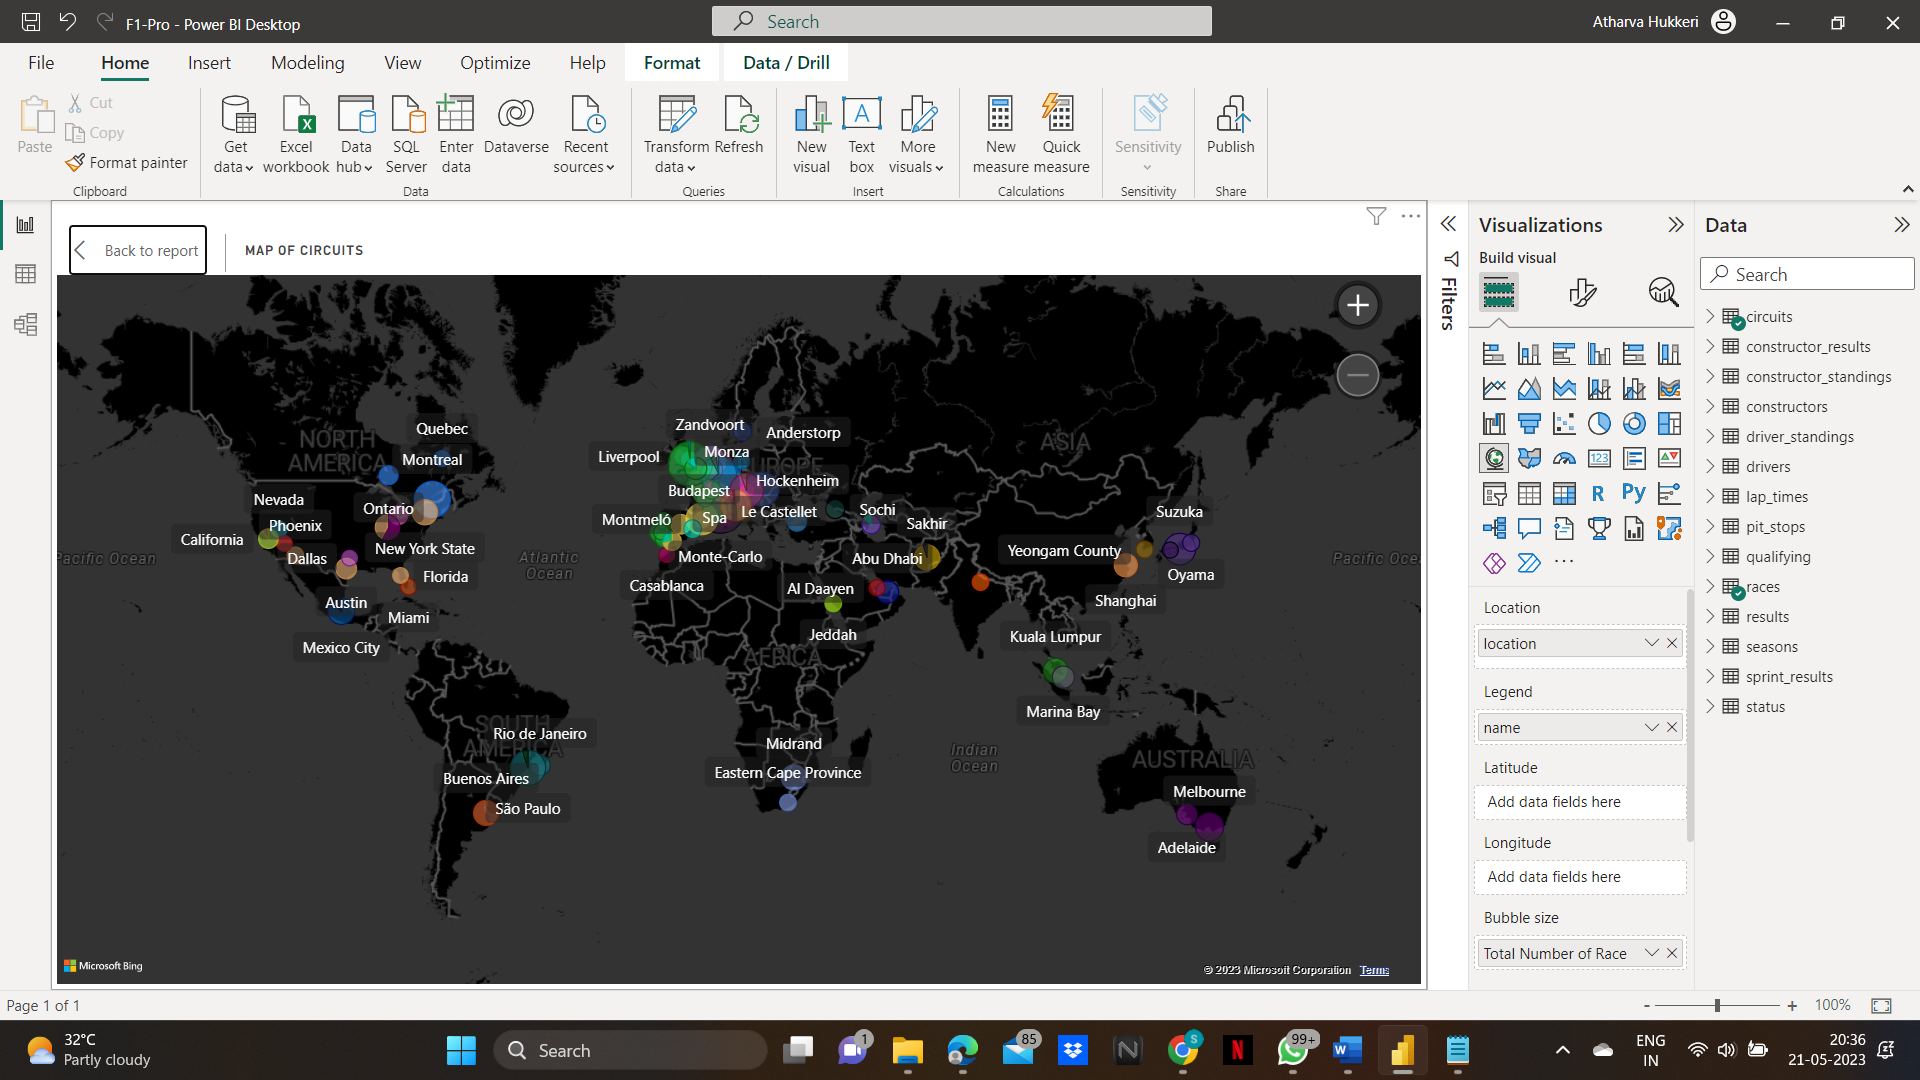 F1-Pro - Power BI Desktop
Search
Atharva Hukkeri
File
Home
Insert
Modeling
View
Optimize
Help
Format
Data / Drill
Paste
Cut
Copy
Format painter
Clipboard
Get
data
Excel
workbook
Data
hub
SQL
Server
Enter
data
Dataverse
Recent
sources
Data
Transform
data
Refresh
Queries
New
visual
Text
box
More
visuals
Insert
New
measure
Quick
measure
Calculations
Sensitivity
Sensitivity
Publish
Share
Back to report
MAP OF CIRCUITS
NORTH
AMERICA
EUROPE
ASIA
AFRICA
SOUTH
AMERICA
AUSTRALIA
Pacific Ocean
Atlantic
Ocean
Indian
Ocean
Pacific Oce
Quebec
Montreal
Nevada
Ontario
Phoenix
California
New York State
Dallas
Florida
Austin
Miami
Mexico City
Zandvoort
Anderstorp
Liverpool
Monza
Hockenheim
Budapest
Le Castellet
Montmeló
Spa
Sochi
Sakhir
Monte-Carlo
Abu Dhabi
Casablanca
Al Daayen
Jeddah
Suzuka
Yeongam County
Oyama
Shanghai
Kuala Lumpur
Marina Bay
Rio de Janeiro
Buenos Aires
São Paulo
Midrand
Eastern Cape Province
Melbourne
Adelaide
Microsoft Bing
© 2023 Microsoft Corporation Terms
Filters
Visualizations
Build visual
R
Py
123
Location
location
Legend
name
Latitude
Add data fields here
Longitude
Add data fields here
Bubble size
Total Number of Race
Data
Search
circuits
constructor_results
constructor_standings
constructors
driver_standings
drivers
lap_times
pit_stops
qualifying
races
results
seasons
sprint_results
status
Page 1 of 1
100%
32°C
Partly cloudy
Search
1
85
S
99+
ENG
IN
20:36
21-05-2023